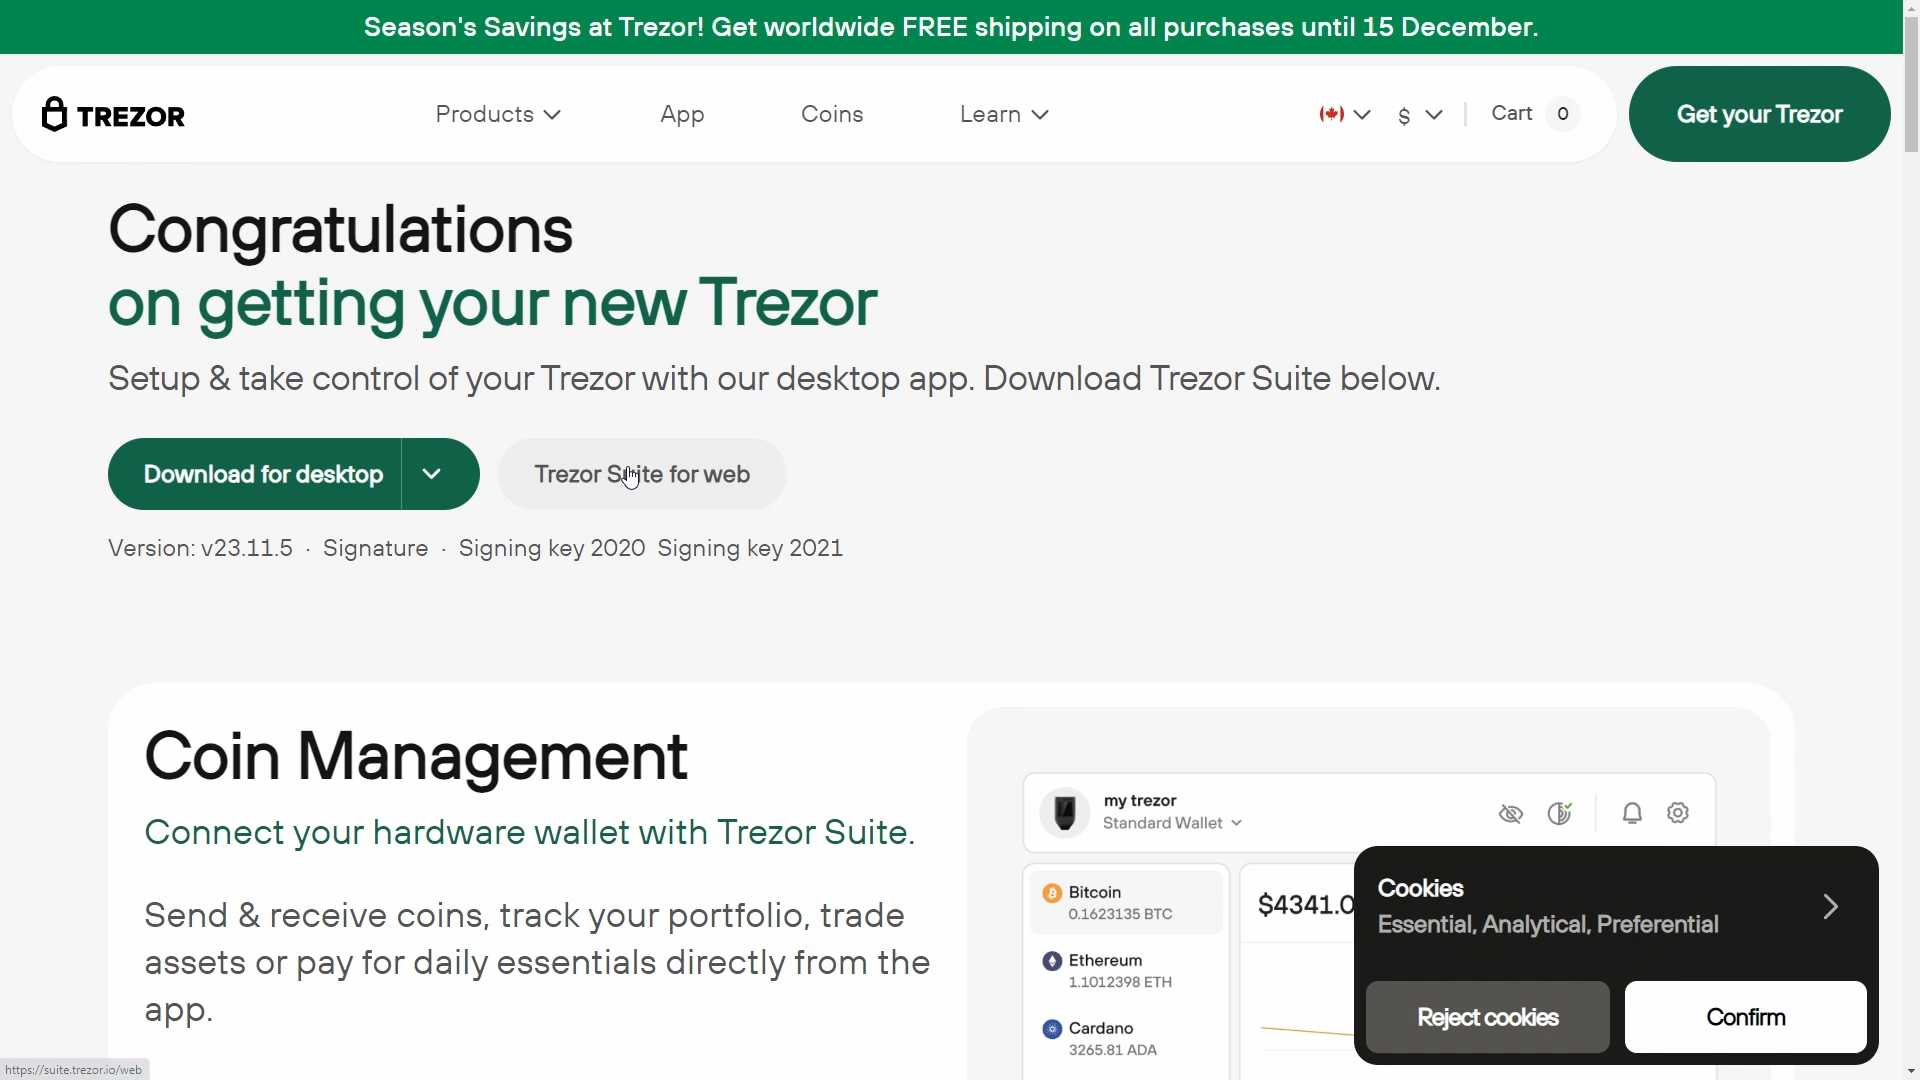 Season's Savings at Trezor! Get worldwide FREE shipping on all purchases until 15 December.
TREZOR
Products
App
Coins
Learn
$
Cart
0
Get your Trezor
Congratulations
on getting your new Trezor
Setup & take control of your Trezor with our desktop app. Download Trezor Suite below.
Download for desktop
Trezor Suite for web
Version: v23.11.5 · Signature · Signing key 2020 Signing key 2021
Coin Management
Connect your hardware wallet with Trezor Suite.
Send & receive coins, track your portfolio, trade
assets or pay for daily essentials directly from the
app.
my trezor
Standard Wallet
Bitcoin
0.1623135 BTC
$4341.0
Ethereum
1.1012398 ETH
Cardano
3265.81 ADA
Cookies
Essential, Analytical, Preferential
Reject cookies
Confirm
https://suite.trezor.io/web